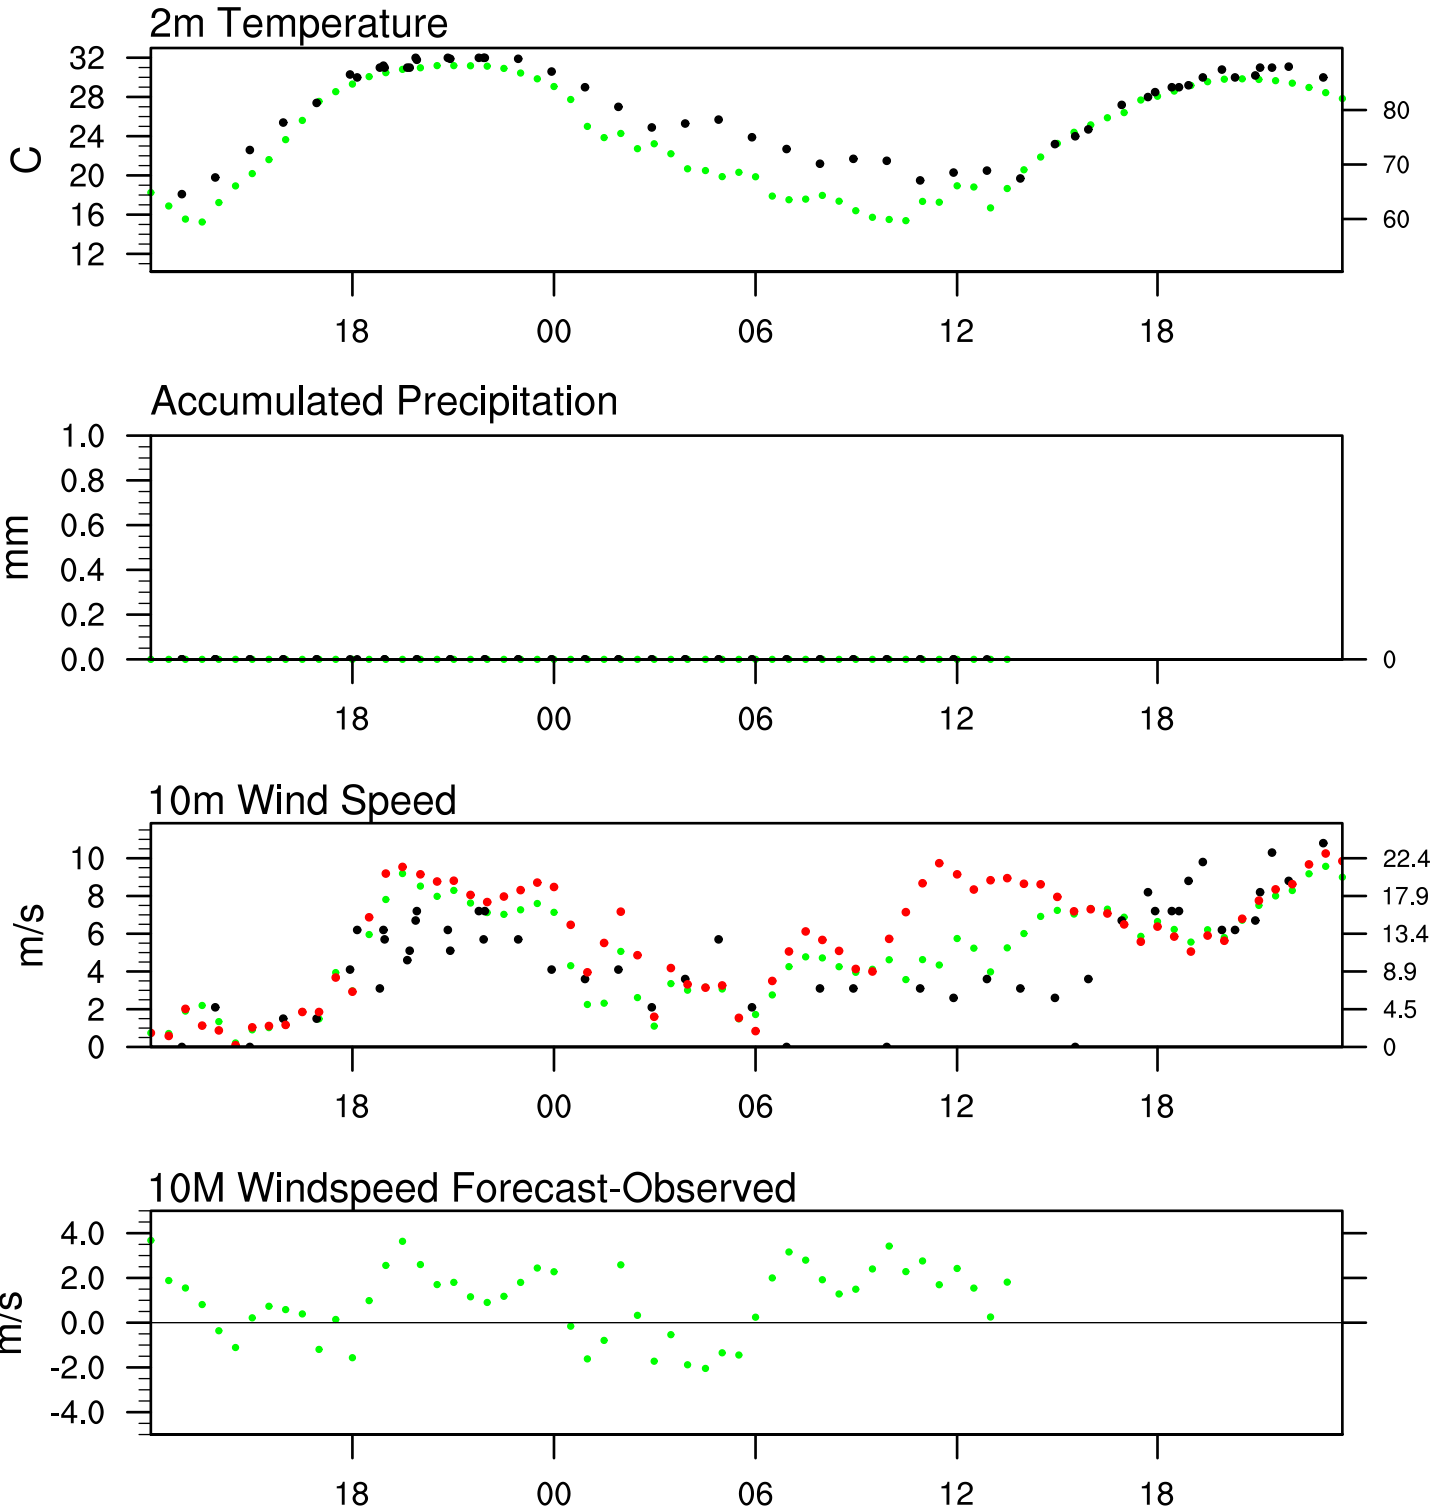 2m Temperature
32
28
24
20
16
12
C
80
70
60
18 00 06 12 18
Accumulated Precipitation
1.0
0.8
0.6
0.4
0.2
0.0
mm
0
18 00 06 12 18
10m Wind Speed
10
8
6
4
2
0
m/s
22.4
17.9
13.4
8.9
4.5
0
18 00 06 12 18
10M Windspeed Forecast-Observed
4.0
2.0
0.0
-2.0
-4.0
m/s
18 00 06 12 18